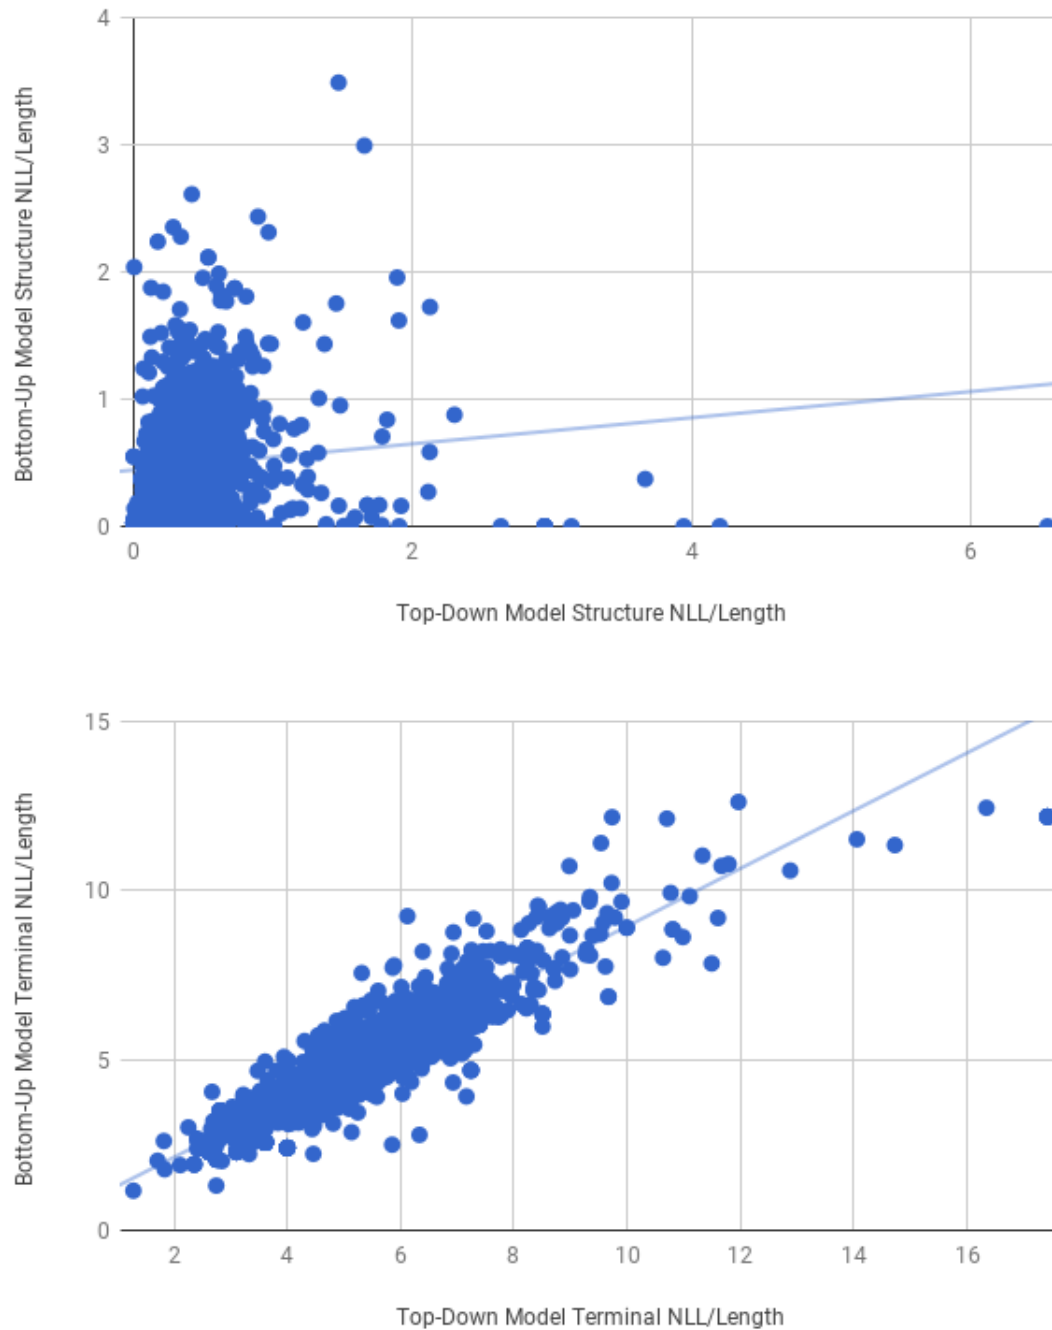 4
3
2
1
0
Bottom-Up Model Structure NLL/Length
0 2 4 6
Top-Down Model Structure NLL/Length
15
10
5
0
Bottom-Up Model Terminal NLL/Length
2 4 6 8 10 12 14 16
Top-Down Model Terminal NLL/Length